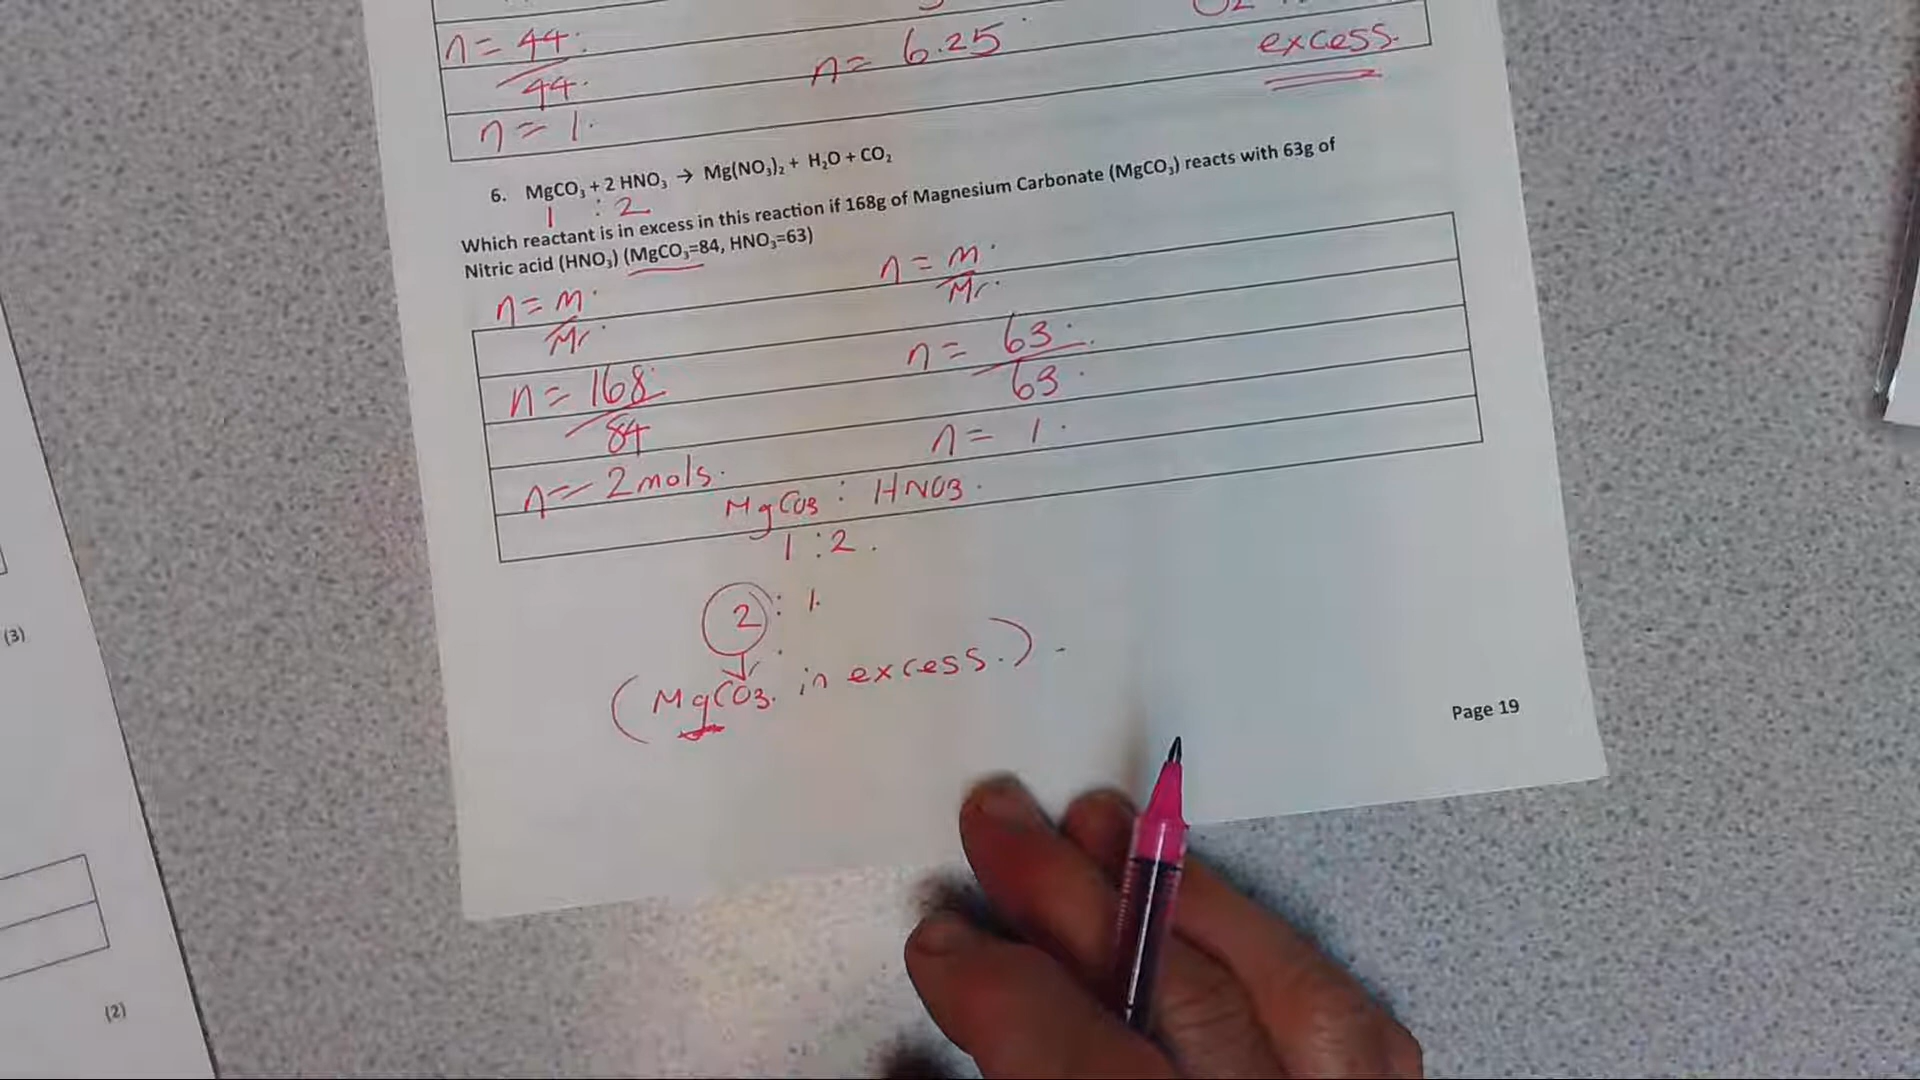 n = 44
44
n = 1.
n = 6.25
excess.
6. MgCO₃ + 2 HNO₃ → Mg(NO₃)₂ + H₂O + CO₂
1 : 2
Which reactant is in excess in this reaction if 168g of Magnesium Carbonate (MgCO₃) reacts with 63g of
Nitric acid (HNO₃) (MgCO₃=84, HNO₃=63)
n = m
Mr
n = m
Mr
n = 168
84
n = 63
63
n = 2mols.
n = 1.
MgCO3 : HNO3.
1 : 2.
2 : 1.
(MgCO3. in excess.)
Page 19
(3)
(2)